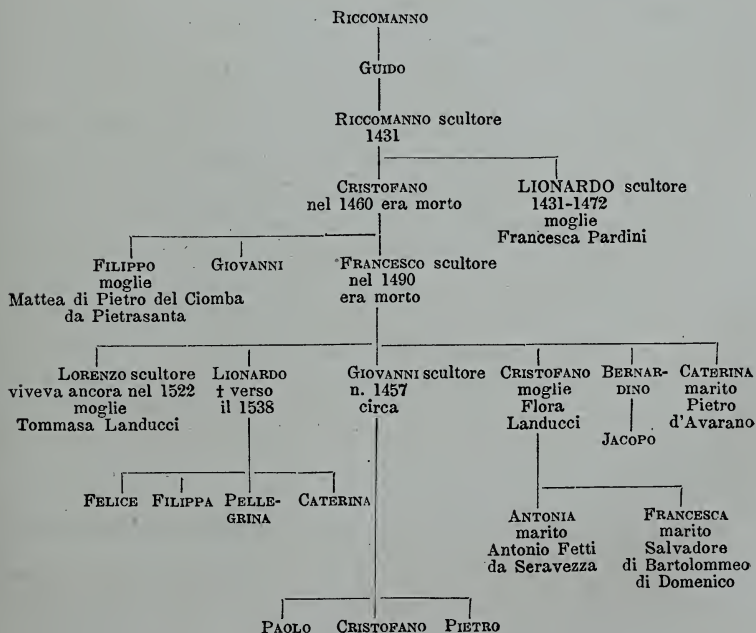 RICCOMANNO
GUIDO
RICCOMANNO scultore
1431
CRISTOFANO
nel 1460 era morto
LIONARDO scultore
1431-1472
moglie
Francesca Pardini
FILIPPO
moglie
Mattea di Pietro del Ciomba
da Pietrasanta
GIOVANNI
FRANCESCO scultore
nel 1490
era morto
LORENZO scultore
viveva ancora nel 1522
moglie
Tommasa Landucci
LIONARDO
† verso
il 1538
GIOVANNI scultore
n. 1457
circa
CRISTOFANO
moglie
Flora
Landucci
BERNAR-
DINO
JACOPO
CATERINA
marito
Pietro
d'Avarano
FELICE
FILIPPA
PELLE-
GRINA
CATERINA
ANTONIA
marito
Antonio Fetti
da Seravezza
FRANCESCA
marito
Salvadore
di Bartolommeo
di Domenico
PAOLO
CRISTOFANO
PIETRO